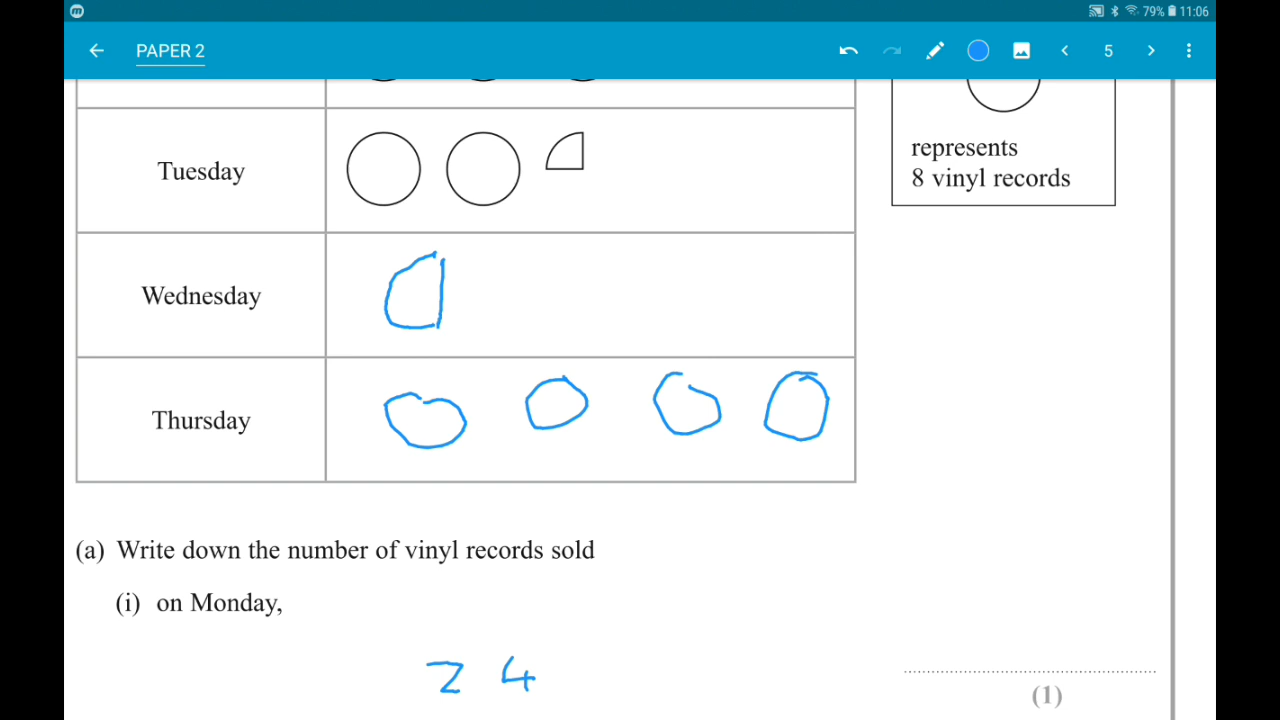 79% 11:06
PAPER 2 5
Tuesday
represents
8 vinyl records
Wednesday
Thursday
(a) Write down the number of vinyl records sold
(i) on Monday,
24
(1)